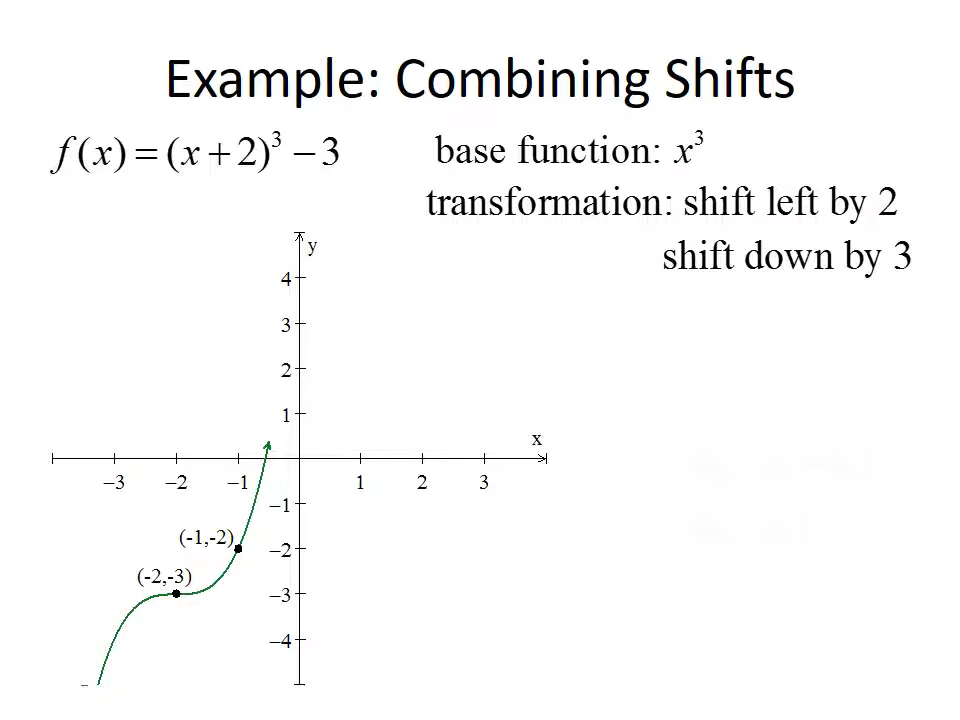 Example: Combining Shifts
f(x) = (x + 2)³ − 3
base function: x³
transformation: shift left by 2
shift down by 3
y
4
3
2
1
x
−3 −2 −1 1 2 3
−1
(-1,-2)
−2
(-2,-3)
−3
−4